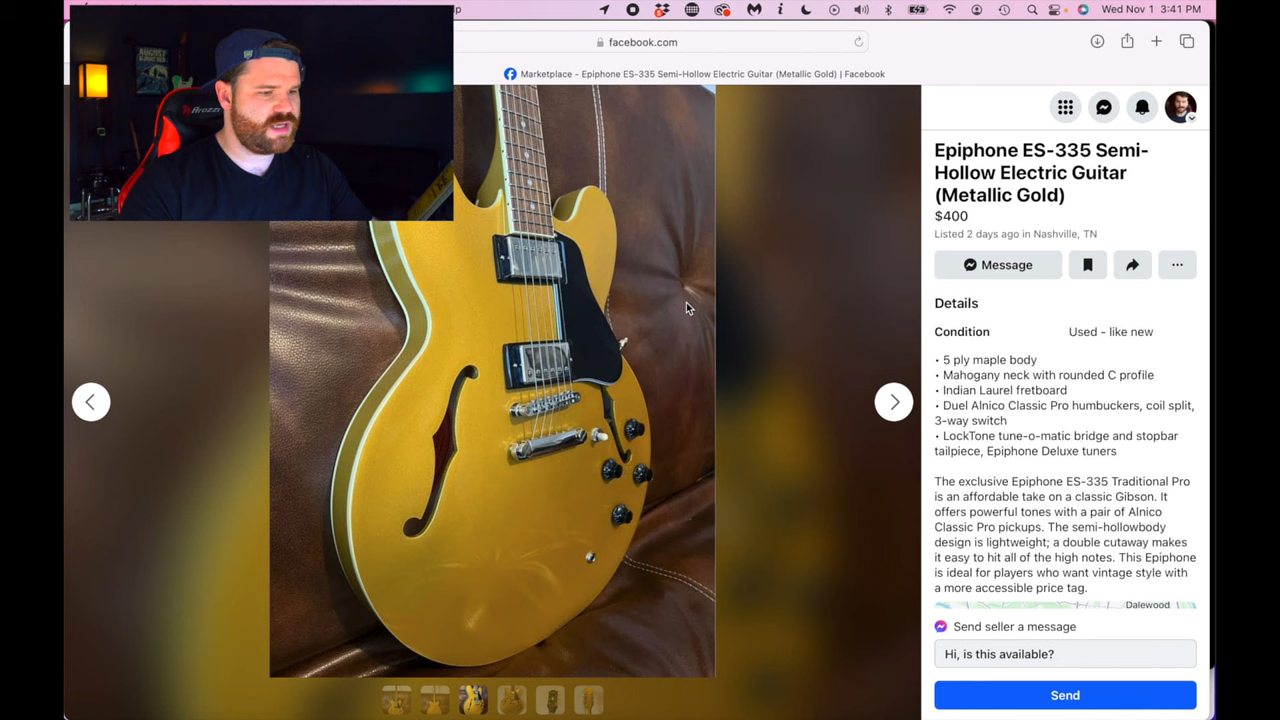 p
Wed Nov 1 3:41 PM
facebook.com
Marketplace - Epiphone ES-335 Semi-Hollow Electric Guitar (Metallic Gold) | Facebook
AUGUST
Arozzi
Epiphone ES-335 Semi-
Hollow Electric Guitar
(Metallic Gold)
$400
Listed 2 days ago in Nashville, TN
Message
Details
Condition Used - like new
• 5 ply maple body
• Mahogany neck with rounded C profile
• Indian Laurel fretboard
• Duel Alnico Classic Pro humbuckers, coil split,
3-way switch
• LockTone tune-o-matic bridge and stopbar
tailpiece, Epiphone Deluxe tuners
The exclusive Epiphone ES-335 Traditional Pro
is an affordable take on a classic Gibson. It
offers powerful tones with a pair of Alnico
Classic Pro pickups. The semi-hollowbody
design is lightweight; a double cutaway makes
it easy to hit all of the high notes. This Epiphone
is ideal for players who want vintage style with
a more accessible price tag.
Dalewood
Send seller a message
Hi, is this available?
Send